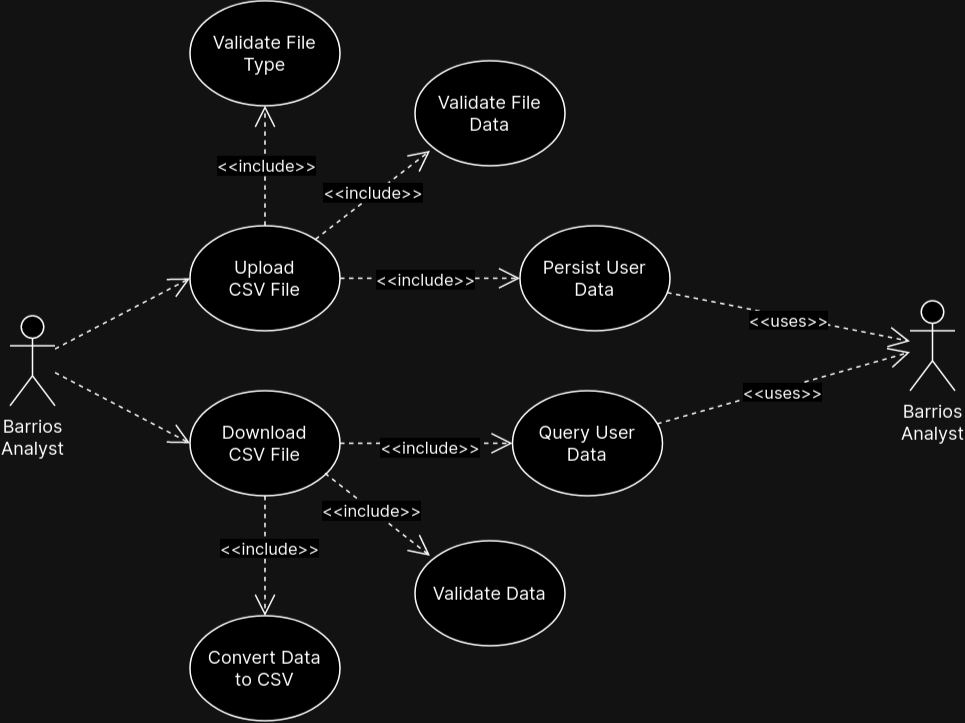 Validate File
Type
Validate File
Data
<<include>>
<<include>>
Upload
CSV File
<<include>>
Persist User
Data
<<uses>>
Barrios
Analyst
<<uses>>
Barrios
Analyst
Download
CSV File
<<include>>
Query User
Data
<<include>>
<<include>>
Validate Data
Convert Data
to CSV